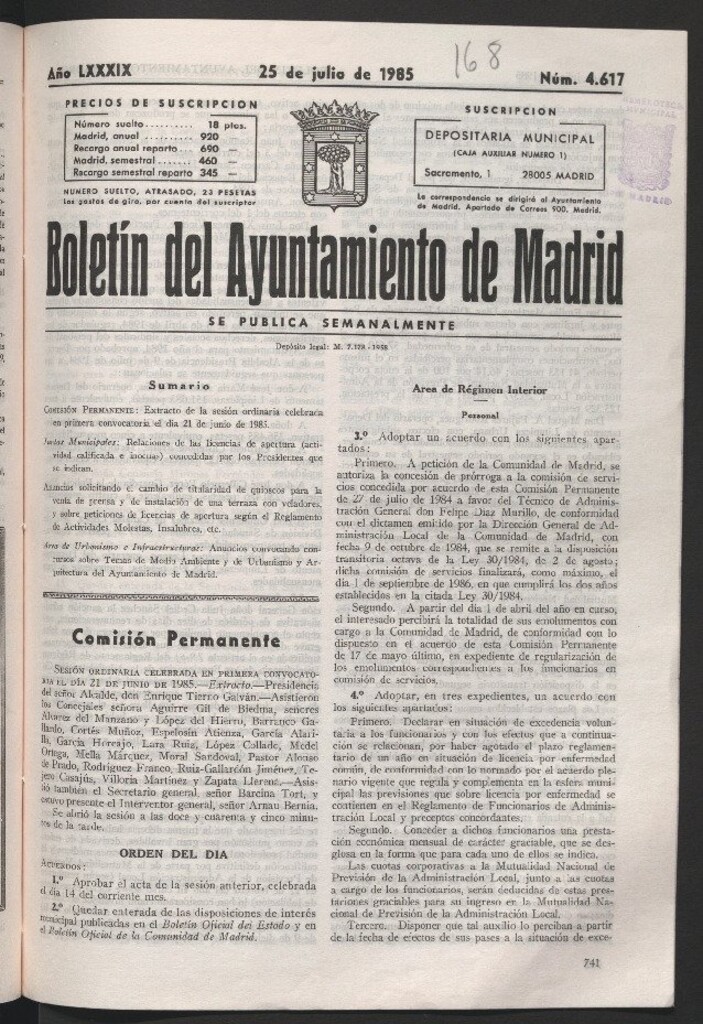 168
Año LXXXIX 25 de julio de 1985 Núm. 4.617
PRECIOS DE SUSCRIPCION
Número suelto.......... 18 ptas.
Madrid, anual .......... 920 —
Recargo anual reparto ... 690 —
Madrid, semestral ....... 460 —
Recargo semestral reparto 345 —
NUMERO SUELTO, ATRASADO, 23 PESETAS
Los gastos de giro, por cuenta del suscriptor
SUSCRIPCION
DEPOSITARIA MUNICIPAL
(CAJA AUXILIAR NUMERO 1)
Sacramento, 1 28005 MADRID
La correspondencia se dirigirá al Ayuntamiento
de Madrid. Apartado de Correos 900. Madrid.
MADRID
Boletín del Ayuntamiento de Madrid
SE PUBLICA SEMANALMENTE
Depósito legal: M. 7.178 - 1958
Sumario
COMISIÓN PERMANENTE: Extracto de la sesión ordinaria celebrada
en primera convocatoria el día 21 de junio de 1985.
Juntas Municipales: Relaciones de las licencias de apertura (acti-
vidad calificada e inocua) concedidas por los Presidentes que
se indican.
Anuncios solicitando el cambio de titularidad de quioscos para la
venta de prensa y de instalación de una terraza con veladores,
y sobre peticiones de licencias de apertura según el Reglamento
de Actividades Molestas, Insalubres, etc.
Area de Urbanismo e Infraestructuras: Anuncios convocando con-
cursos sobre Temas de Medio Ambiente y de Urbanismo y Ar-
quitectura del Ayuntamiento de Madrid.
Comisión Permanente
SESIÓN ORDINARIA CELEBRADA EN PRIMERA CONVOCATO-
RIA EL DÍA 21 DE JUNIO DE 1985.—Extracto.—Presidencia
del señor Alcalde, don Enrique Tierno Galván.—Asistieron
los Concejales señora Aguirre Gil de Biedma, señores
Alvarez del Manzano y López del Hierro, Barranco Ga-
llardo, Cortés Muñoz, Espelosín Atienza, García Alari-
lla, García Horcajo, Lara Ruiz, López Collado, Medel
Ortega, Mella Márquez, Moral Sandoval, Pastor Alonso
de Prado, Rodríguez Franco, Ruiz-Gallardón Jiménez, Te-
jero Casajús, Villoria Martínez y Zapata Llerena.—Asis-
tió también el Secretario general, señor Barcina Tort, y
estuvo presente el Interventor general, señor Arnau Bernia.
Se abrió la sesión a las doce y cuarenta y cinco minu-
tos de la tarde.
ORDEN DEL DIA
ACUERDOS:
1.º Aprobar el acta de la sesión anterior, celebrada
el día 14 del corriente mes.
2.º Quedar enterada de las disposiciones de interés
municipal publicadas en el Boletín Oficial del Estado y en
el Boletín Oficial de la Comunidad de Madrid.
Area de Régimen Interior
Personal
3.º Adoptar un acuerdo con los siguientes apar-
tados:
Primero. A petición de la Comunidad de Madrid, se
autoriza la concesión de prórroga a la comisión de servi-
cios concedida por acuerdo de esta Comisión Permanente
de 27 de julio de 1984 a favor del Técnico de Adminis-
tración General don Felipe Díaz Murillo, de conformidad
con el dictamen emitido por la Dirección General de Ad-
ministración Local de la Comunidad de Madrid, con
fecha 9 de octubre de 1984, que se remite a la disposición
transitoria octava de la Ley 30/1984, de 2 de agosto;
dicha comisión de servicios finalizará, como máximo, el
día 1 de septiembre de 1986, en que cumplirá los dos años
establecidos en la citada Ley 30/1984.
Segundo. A partir del día 1 de abril del año en curso,
el interesado percibirá la totalidad de sus emolumentos con
cargo a la Comunidad de Madrid, de conformidad con lo
dispuesto en el acuerdo de esta Comisión Permanente
de 17 de mayo último, en expediente de regularización de
los emolumentos correspondientes a los funcionarios en
comisión de servicios.
4.º Adoptar, en tres expedientes, un acuerdo con
los siguientes apartados:
Primero. Declarar en situación de excedencia volun-
taria a los funcionarios y con los efectos que a continua-
ción se relacionan, por haber agotado el plazo reglamen-
tario de un año en situación de licencia por enfermedad
común, de conformidad con lo normado por el acuerdo ple-
nario vigente que regula y complementa en la esfera muni-
cipal las previsiones que sobre licencia por enfermedad se
contienen en el Reglamento de Funcionarios de Adminis-
tración Local y preceptos concordantes.
Segundo. Conceder a dichos funcionarios una presta-
ción económica mensual de carácter graciable, que se des-
glosa en la forma que para cada uno de ellos se indica.
Las cuotas corporativas a la Mutualidad Nacional de
Previsión de la Administración Local, junto a las cuotas
a cargo de los funcionarios, serán deducidas de estas pres-
taciones graciables para su ingreso en la Mutualidad Na-
cional de Previsión de la Administración Local.
Tercero. Disponer que tal auxilio lo perciban a partir
de la fecha de efectos de sus pases a la situación de exce-
741